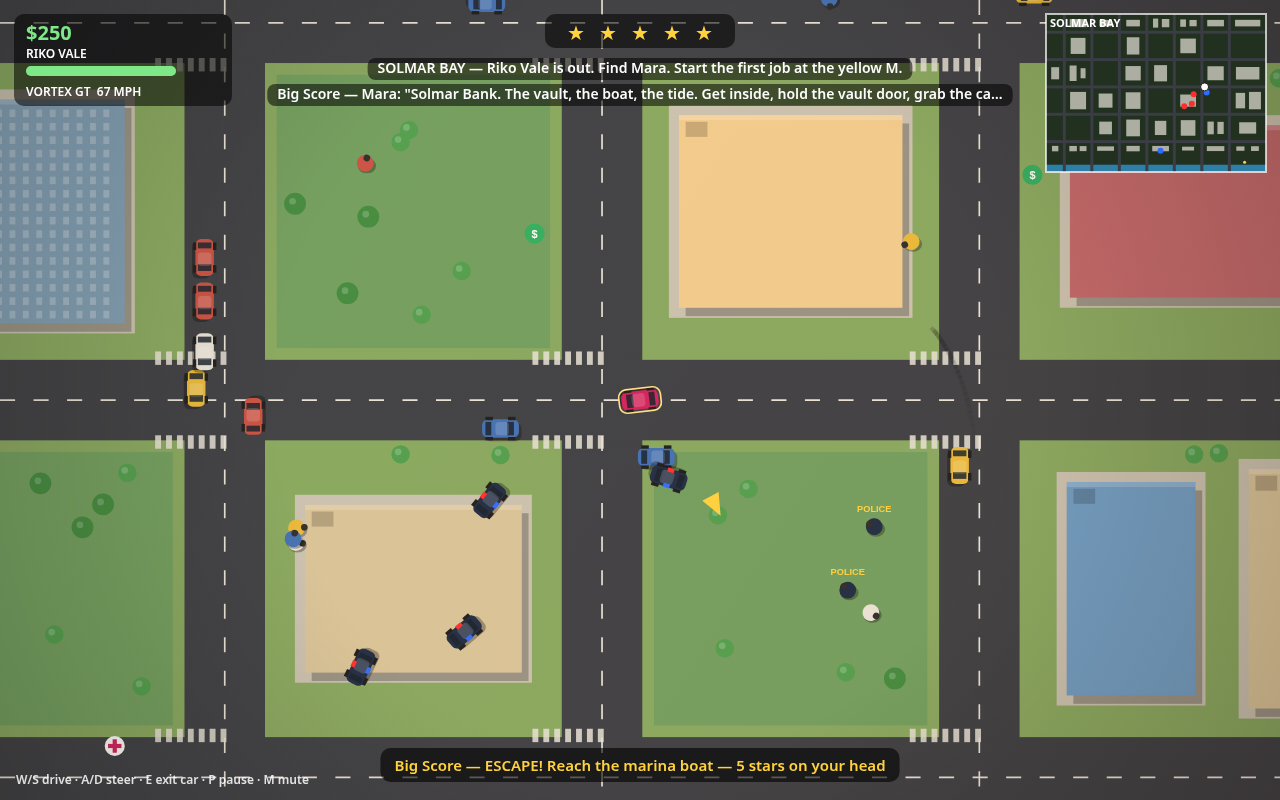 $250
RIKO VALE
VORTEX GT 67 MPH
★ ★ ★ ★ ★
SOLMAR BAY — Riko Vale is out. Find Mara. Start the first job at the yellow M.
Big Score — Mara: "Solmar Bank. The vault, the boat, the tide. Get inside, hold the vault door, grab the ca...
SOLMAR BAY
$
$
POLICE
POLICE
Big Score — ESCAPE! Reach the marina boat — 5 stars on your head
W/S drive · A/D steer · E exit car · P pause · M mute